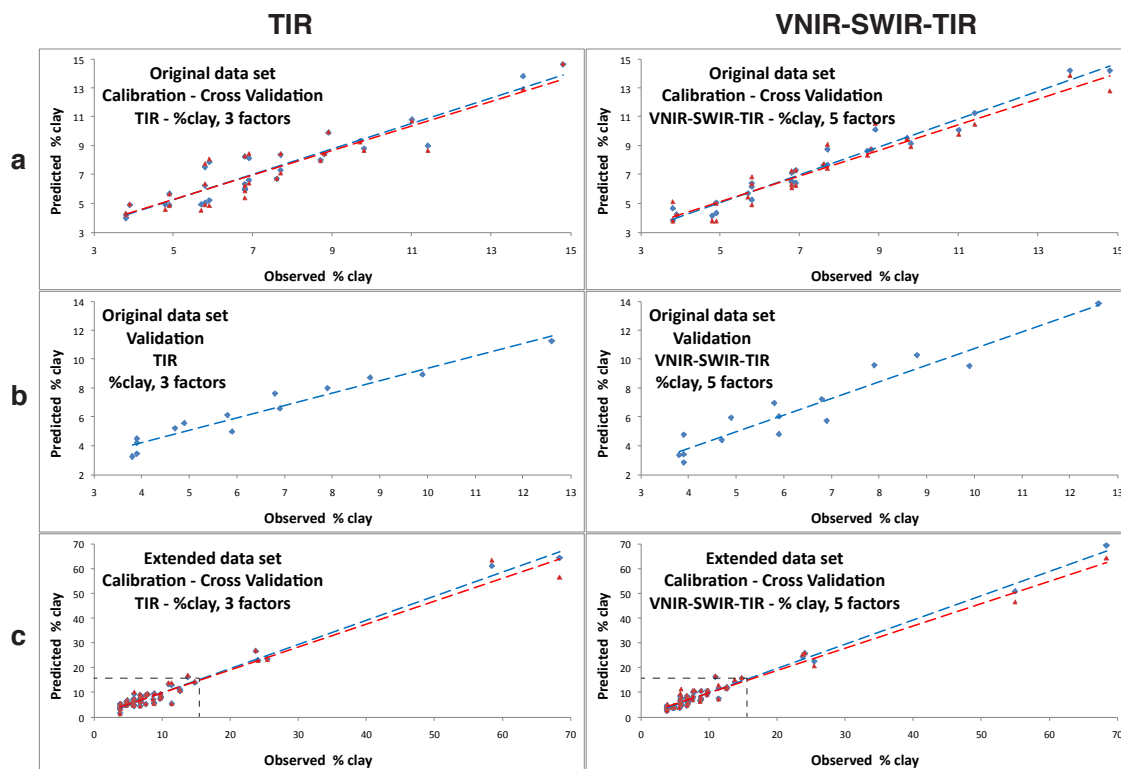 TIR
VNIR-SWIR-TIR
a
Original data set
Calibration - Cross Validation
TIR - %clay, 3 factors
Predicted % clay
15
13
11
9
7
5
3
3 5 7 9 11 13 15
Observed % clay
Original data set
Calibration - Cross Validation
VNIR-SWIR-TIR - %clay, 5 factors
Predicted % clay
15
13
11
9
7
5
3
3 5 7 9 11 13 15
Observed % clay
b
Original data set
Validation
TIR
%clay, 3 factors
Predicted % clay
14
12
10
8
6
4
2
3 4 5 6 7 8 9 10 11 12 13
Observed % clay
Original data set
Validation
VNIR-SWIR-TIR
%clay, 5 factors
Predicted % clay
14
12
10
8
6
4
2
3 4 5 6 7 8 9 10 11 12 13
Observed % clay
c
Extended data set
Calibration - Cross Validation
TIR - %clay, 3 factors
Predicted % clay
70
60
50
40
30
20
10
0
0 10 20 30 40 50 60 70
Observed % clay
Extended data set
Calibration - Cross Validation
VNIR-SWIR-TIR - % clay, 5 factors
Predicted % clay
70
60
50
40
30
20
10
0
0 10 20 30 40 50 60 70
Observed % clay